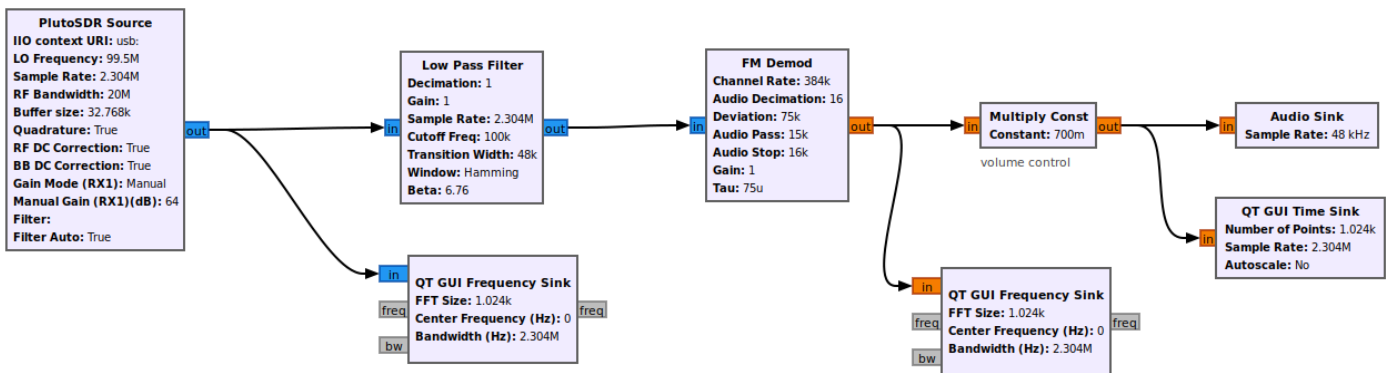 PlutoSDR Source
IIO context URI: usb:
LO Frequency: 99.5M
Sample Rate: 2.304M
RF Bandwidth: 20M
Buffer size: 32.768k
Quadrature: True
RF DC Correction: True
BB DC Correction: True
Gain Mode (RX1): Manual
Manual Gain (RX1)(dB): 64
Filter:
Filter Auto: True
out
in
Low Pass Filter
Decimation: 1
Gain: 1
Sample Rate: 2.304M
Cutoff Freq: 100k
Transition Width: 48k
Window: Hamming
Beta: 6.76
out
in
FM Demod
Channel Rate: 384k
Audio Decimation: 16
Deviation: 75k
Audio Pass: 15k
Audio Stop: 16k
Gain: 1
Tau: 75u
out
in
Multiply Const
Constant: 700m
out
volume control
in
Audio Sink
Sample Rate: 48 kHz
in
QT GUI Time Sink
Number of Points: 1.024k
Sample Rate: 2.304M
Autoscale: No
in
freq
bw
QT GUI Frequency Sink
FFT Size: 1.024k
Center Frequency (Hz): 0
Bandwidth (Hz): 2.304M
freq
in
freq
bw
QT GUI Frequency Sink
FFT Size: 1.024k
Center Frequency (Hz): 0
Bandwidth (Hz): 2.304M
freq